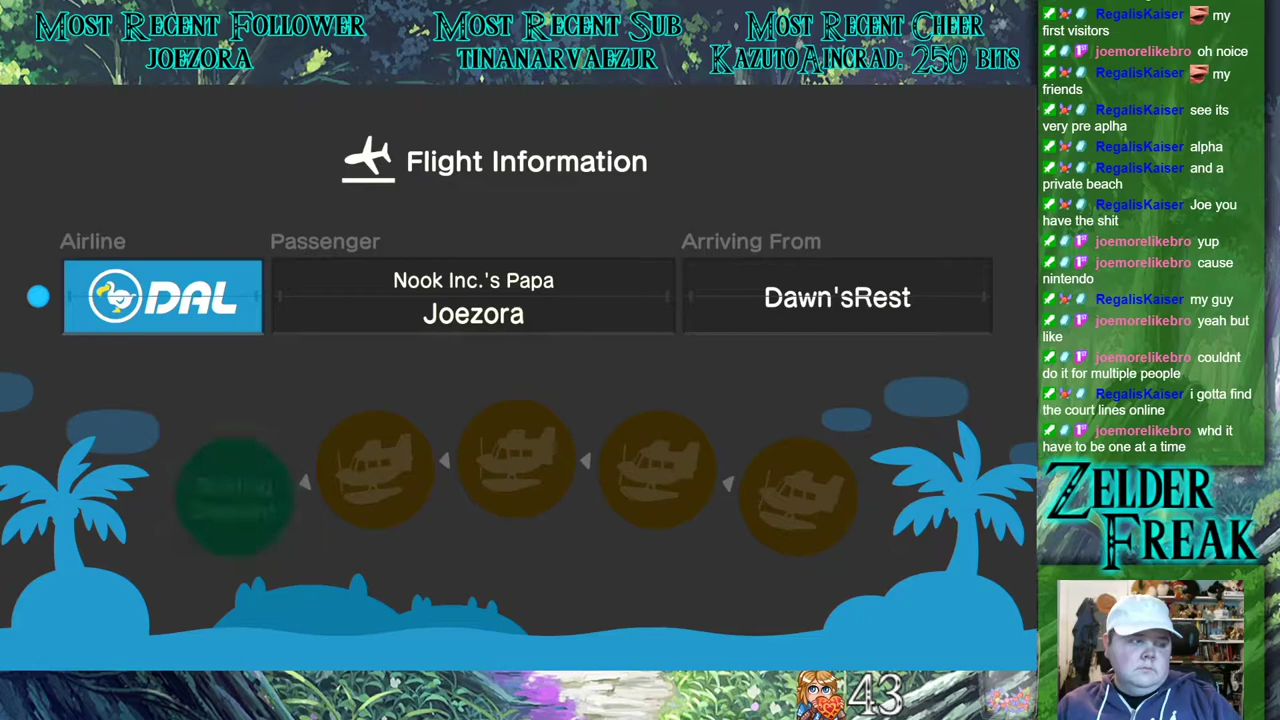 Most Recent Follower
joezora
Most Recent Sub
tinanarvaezjr
Most Recent Cheer
KazutoAincrad: 250 bits
Flight Information
Airline
Passenger
Arriving From
DAL
Nook Inc.'s Papa
Joezora
Dawn'sRest
43
RegalisKaiser my
first visitors
joemorelikebro oh noice
RegalisKaiser my
friends
RegalisKaiser see its
very pre aplha
RegalisKaiser alpha
RegalisKaiser and a
private beach
RegalisKaiser Joe you
have the shit
joemorelikebro yup
joemorelikebro cause
nintendo
RegalisKaiser my guy
joemorelikebro yeah but
like
joemorelikebro couldnt
do it for multiple people
RegalisKaiser i gotta find
the court lines online
joemorelikebro whd it
have to be one at a time
Zelder
Freak